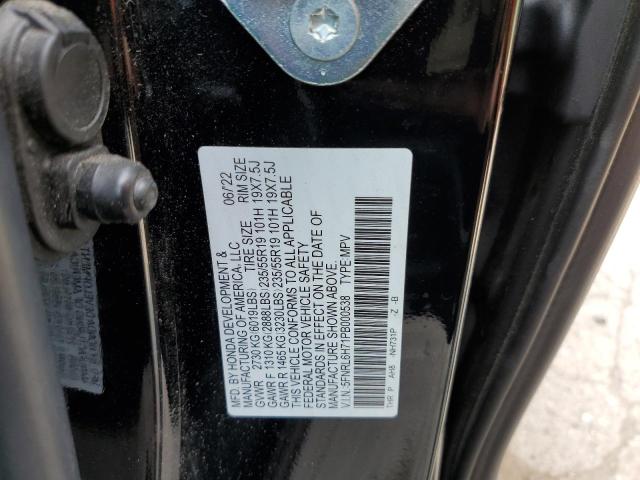 MFD. BY HONDA DEVELOPMENT & 06/22
MANUFACTURING OF AMERICA, LLC
GVWR 2730 KG(6019LBS) TIRE SIZE RIM SIZE
GAWR F 1310 KG(2888LBS) 235/55R19 101H 19X7.5J
GAWR R 1465 KG(3230LBS) 235/55R19 101H 19X7.5J
THIS VEHICLE CONFORMS TO ALL APPLICABLE
FEDERAL MOTOR VEHICLE SAFETY
STANDARDS IN EFFECT ON THE DATE OF
MANUFACTURE SHOWN ABOVE.
V.I.N. 5FNRL6H71PB000538 TYPE:MPV
THR P AH8 NH731P -Z -B